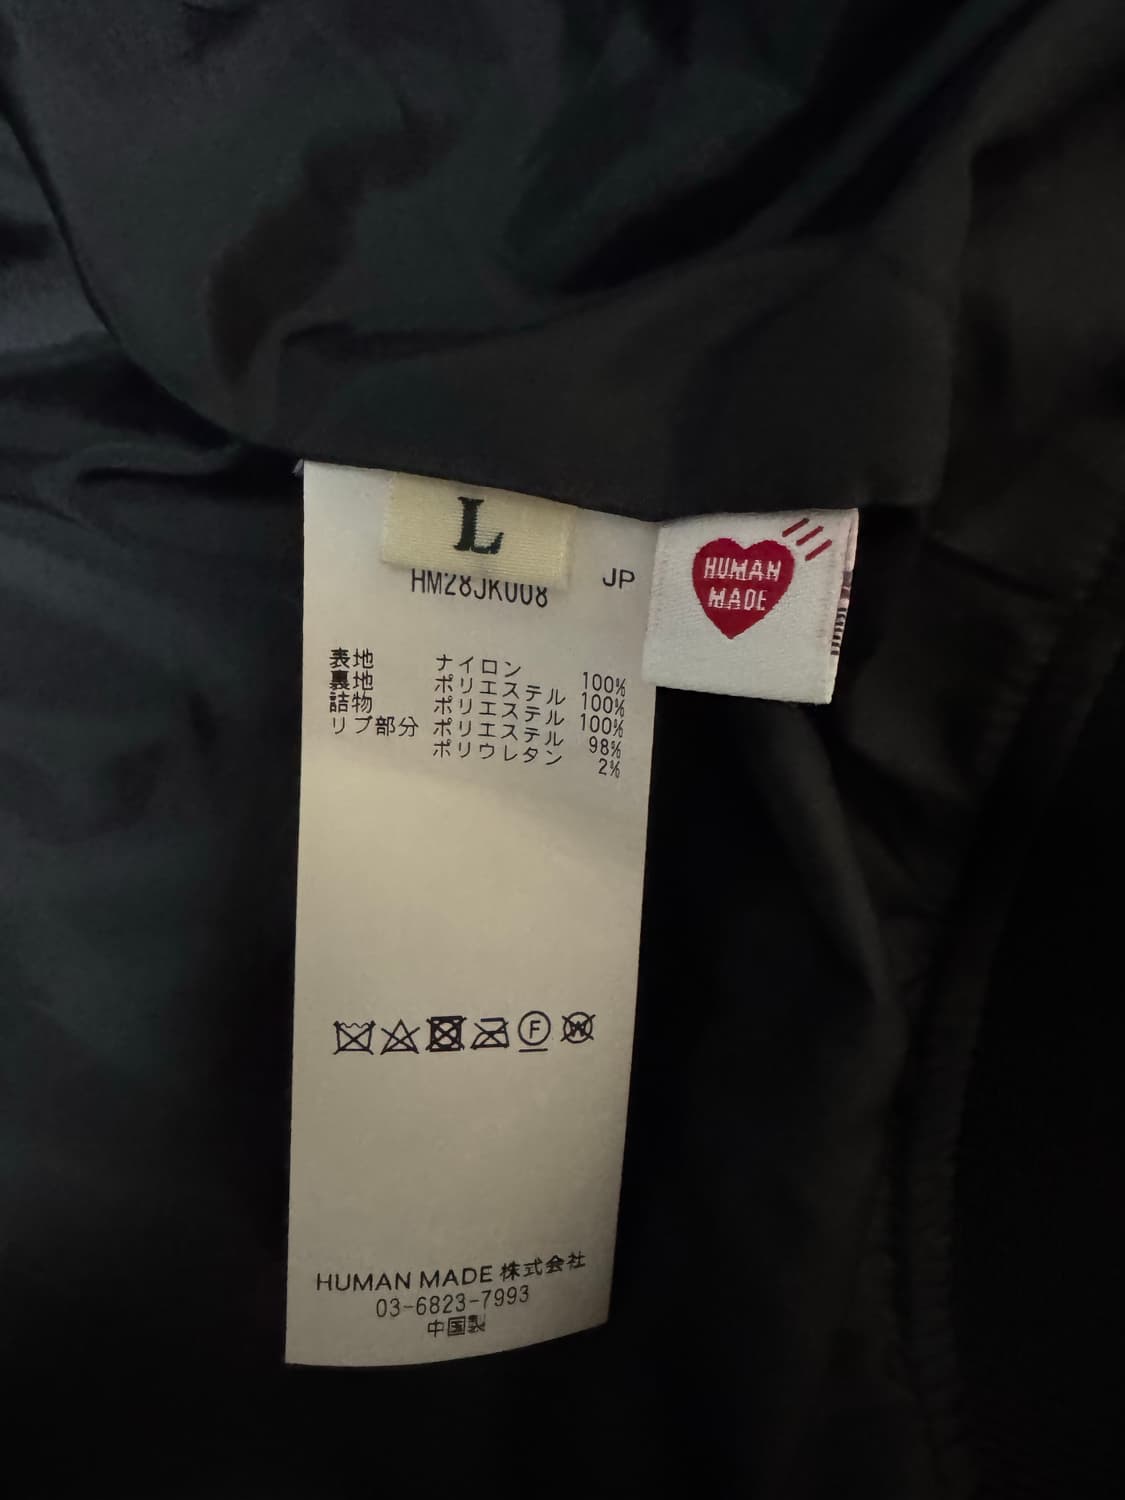 L
HM28JK008
JP
HUMAN
MADE
表地 ナイロン 100%
裏地 ポリエステル 100%
詰物 ポリエステル 100%
リブ部分 ポリエステル 98%
ポリウレタン 2%
F
W
HUMAN MADE 株式会社
03-6823-7993
中国製